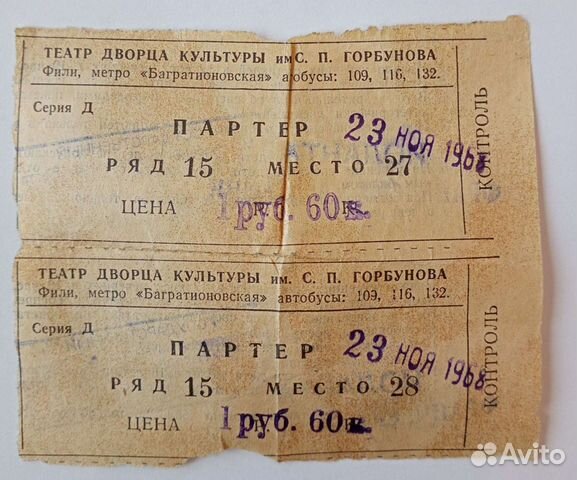 ТЕАТР ДВОРЦА КУЛЬТУРЫ им. С. П. ГОРБУНОВА
Фили, метро «Багратионовская» автобусы: 109, 116, 132.
Серия Д
ПАРТЕР 23 НОЯ 1968
РЯД 15 МЕСТО 27
ЦЕНА 1 руб. 60 к.
КОНТРОЛЬ
ТЕАТР ДВОРЦА КУЛЬТУРЫ им. С. П. ГОРБУНОВА
Фили, метро «Багратионовская» автобусы: 109, 116, 132.
Серия Д
ПАРТЕР 23 НОЯ 1968
РЯД 15 МЕСТО 28
ЦЕНА 1 руб. 60 к.
КОНТРОЛЬ
Avito